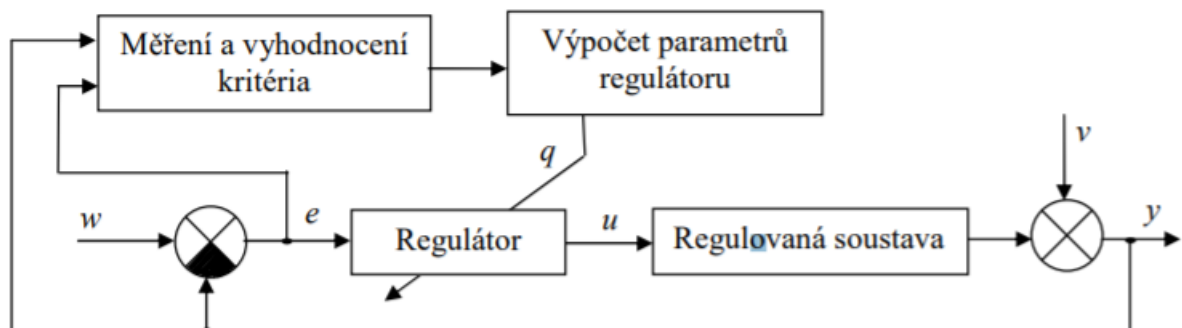 Měření a vyhodnocení
kritéria
Výpočet parametrů
regulátoru
q
v
w
e
Regulátor
u
Regulovaná soustava
y